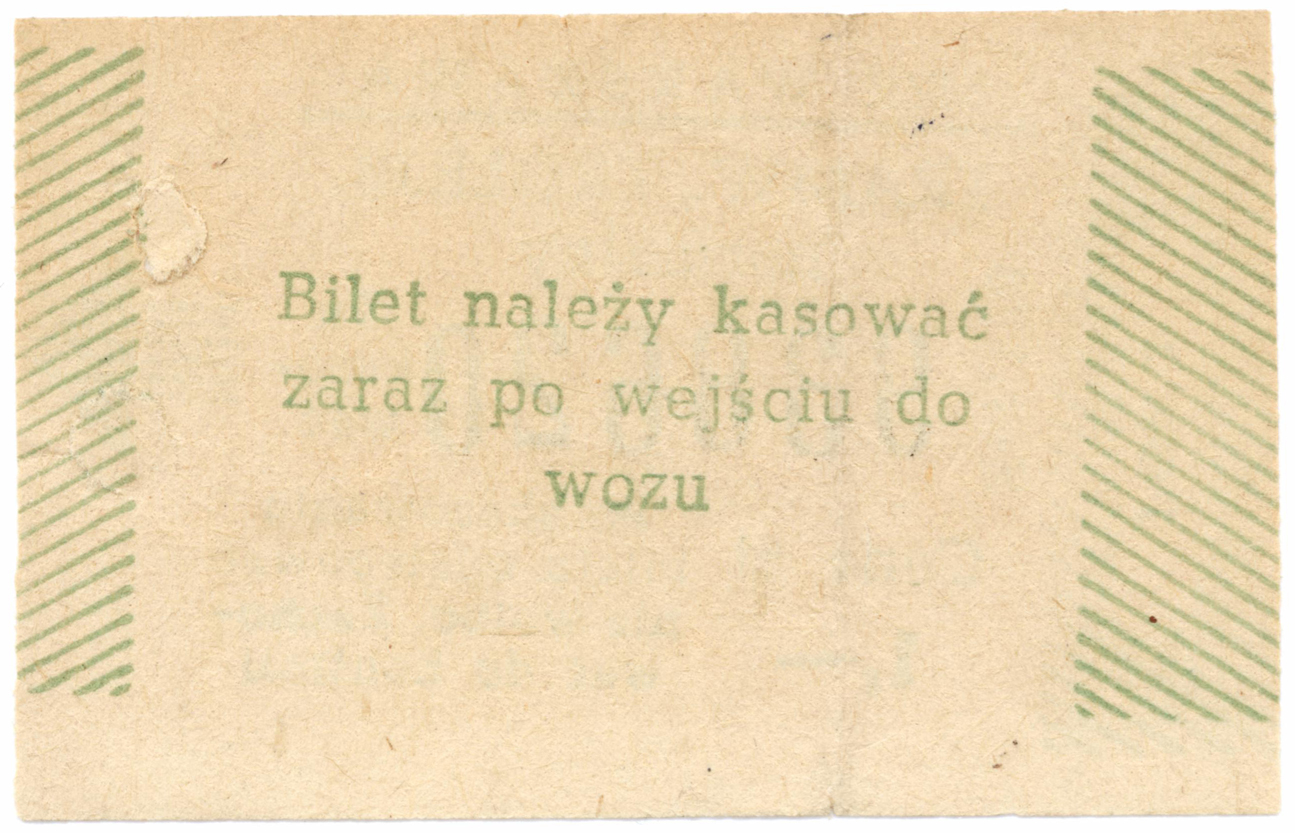 Bilet należy kasować
zaraz po wejściu do
wozu